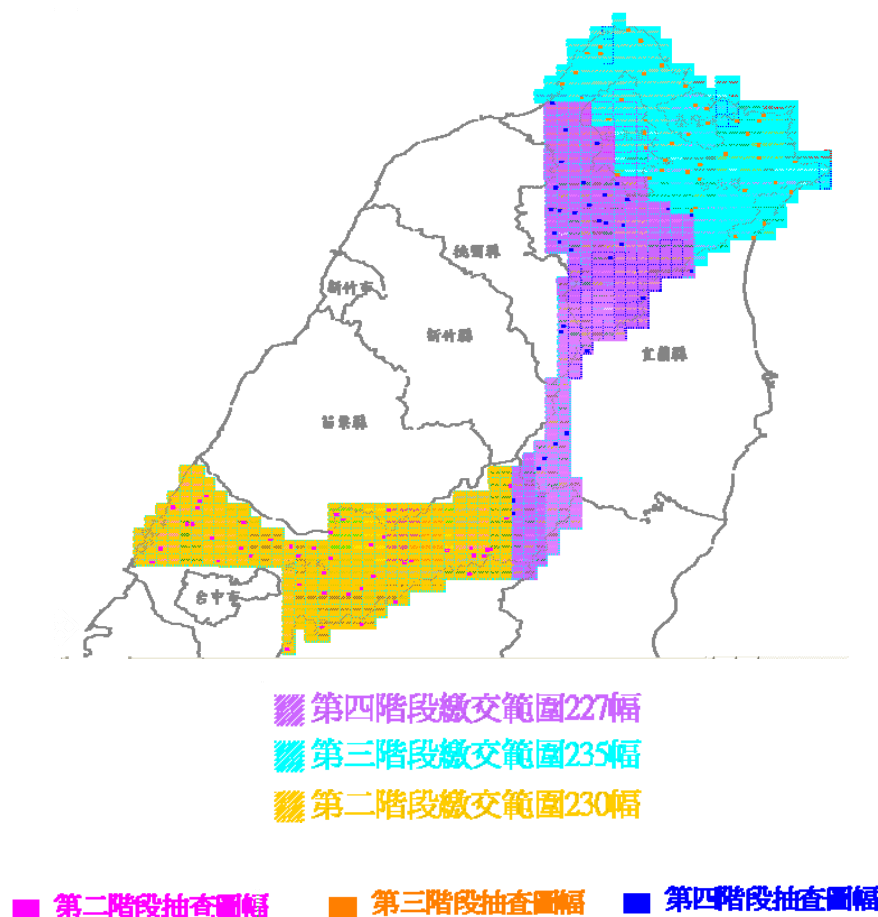 桃園縣
新竹市
新竹縣
宜蘭縣
苗栗縣
台中市
第四階段繳交範圍227幅
第三階段繳交範圍235幅
第二階段繳交範圍230幅
第二階段抽查圖幅 第三階段抽查圖幅 第四階段抽查圖幅